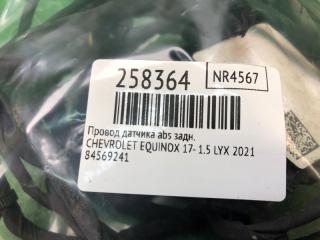 258364
NR4567
Провод датчика abs задн.
CHEVROLET EQUINOX 17- 1.5 LYX 2021
84569241